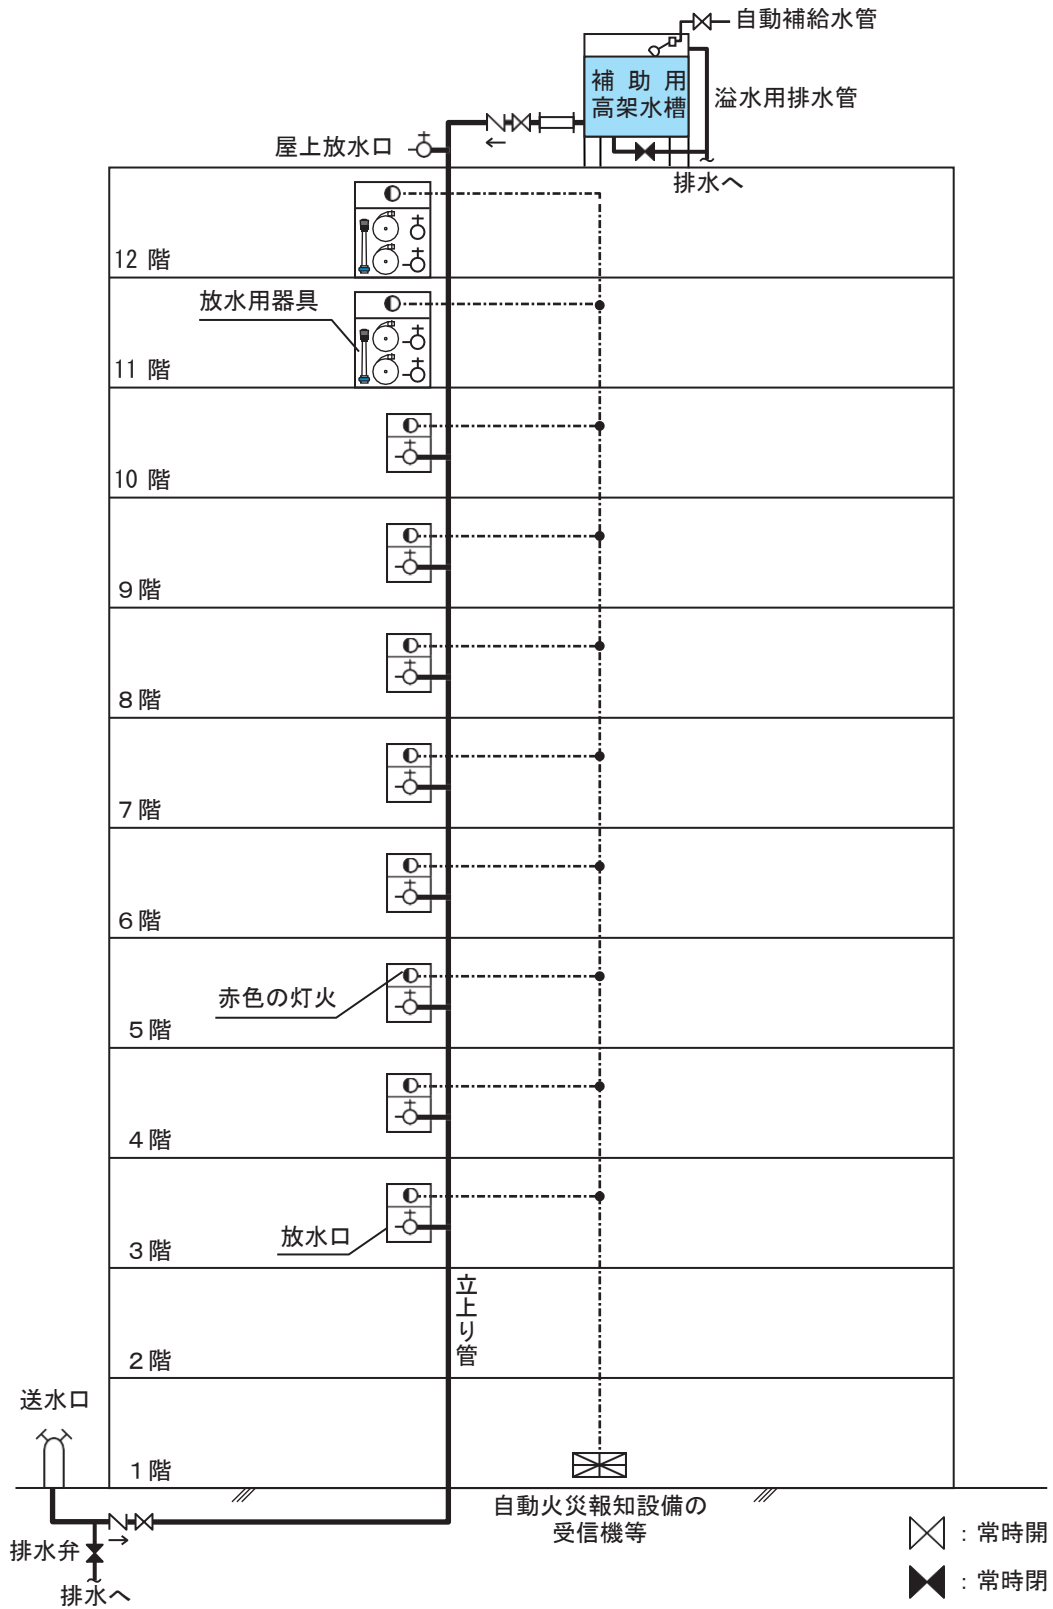 自動補給水管
補助用
高架水槽
溢水用排水管
屋上放水口
排水へ
12 階
放水用器具
11 階
10 階
9階
8階
7階
6階
赤色の灯火
5階
4階
放水口
3階
立上り管
2階
送水口
1階
自動火災報知設備の
受信機等
排水弁
排水へ
：常時開
：常時閉